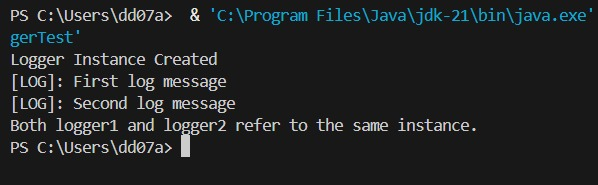 PS C:\Users\dd07a>  & 'C:\Program Files\Java\jdk-21\bin\java.exe'
gerTest'
Logger Instance Created
[LOG]: First log message
[LOG]: Second log message
Both logger1 and logger2 refer to the same instance.
PS C:\Users\dd07a>